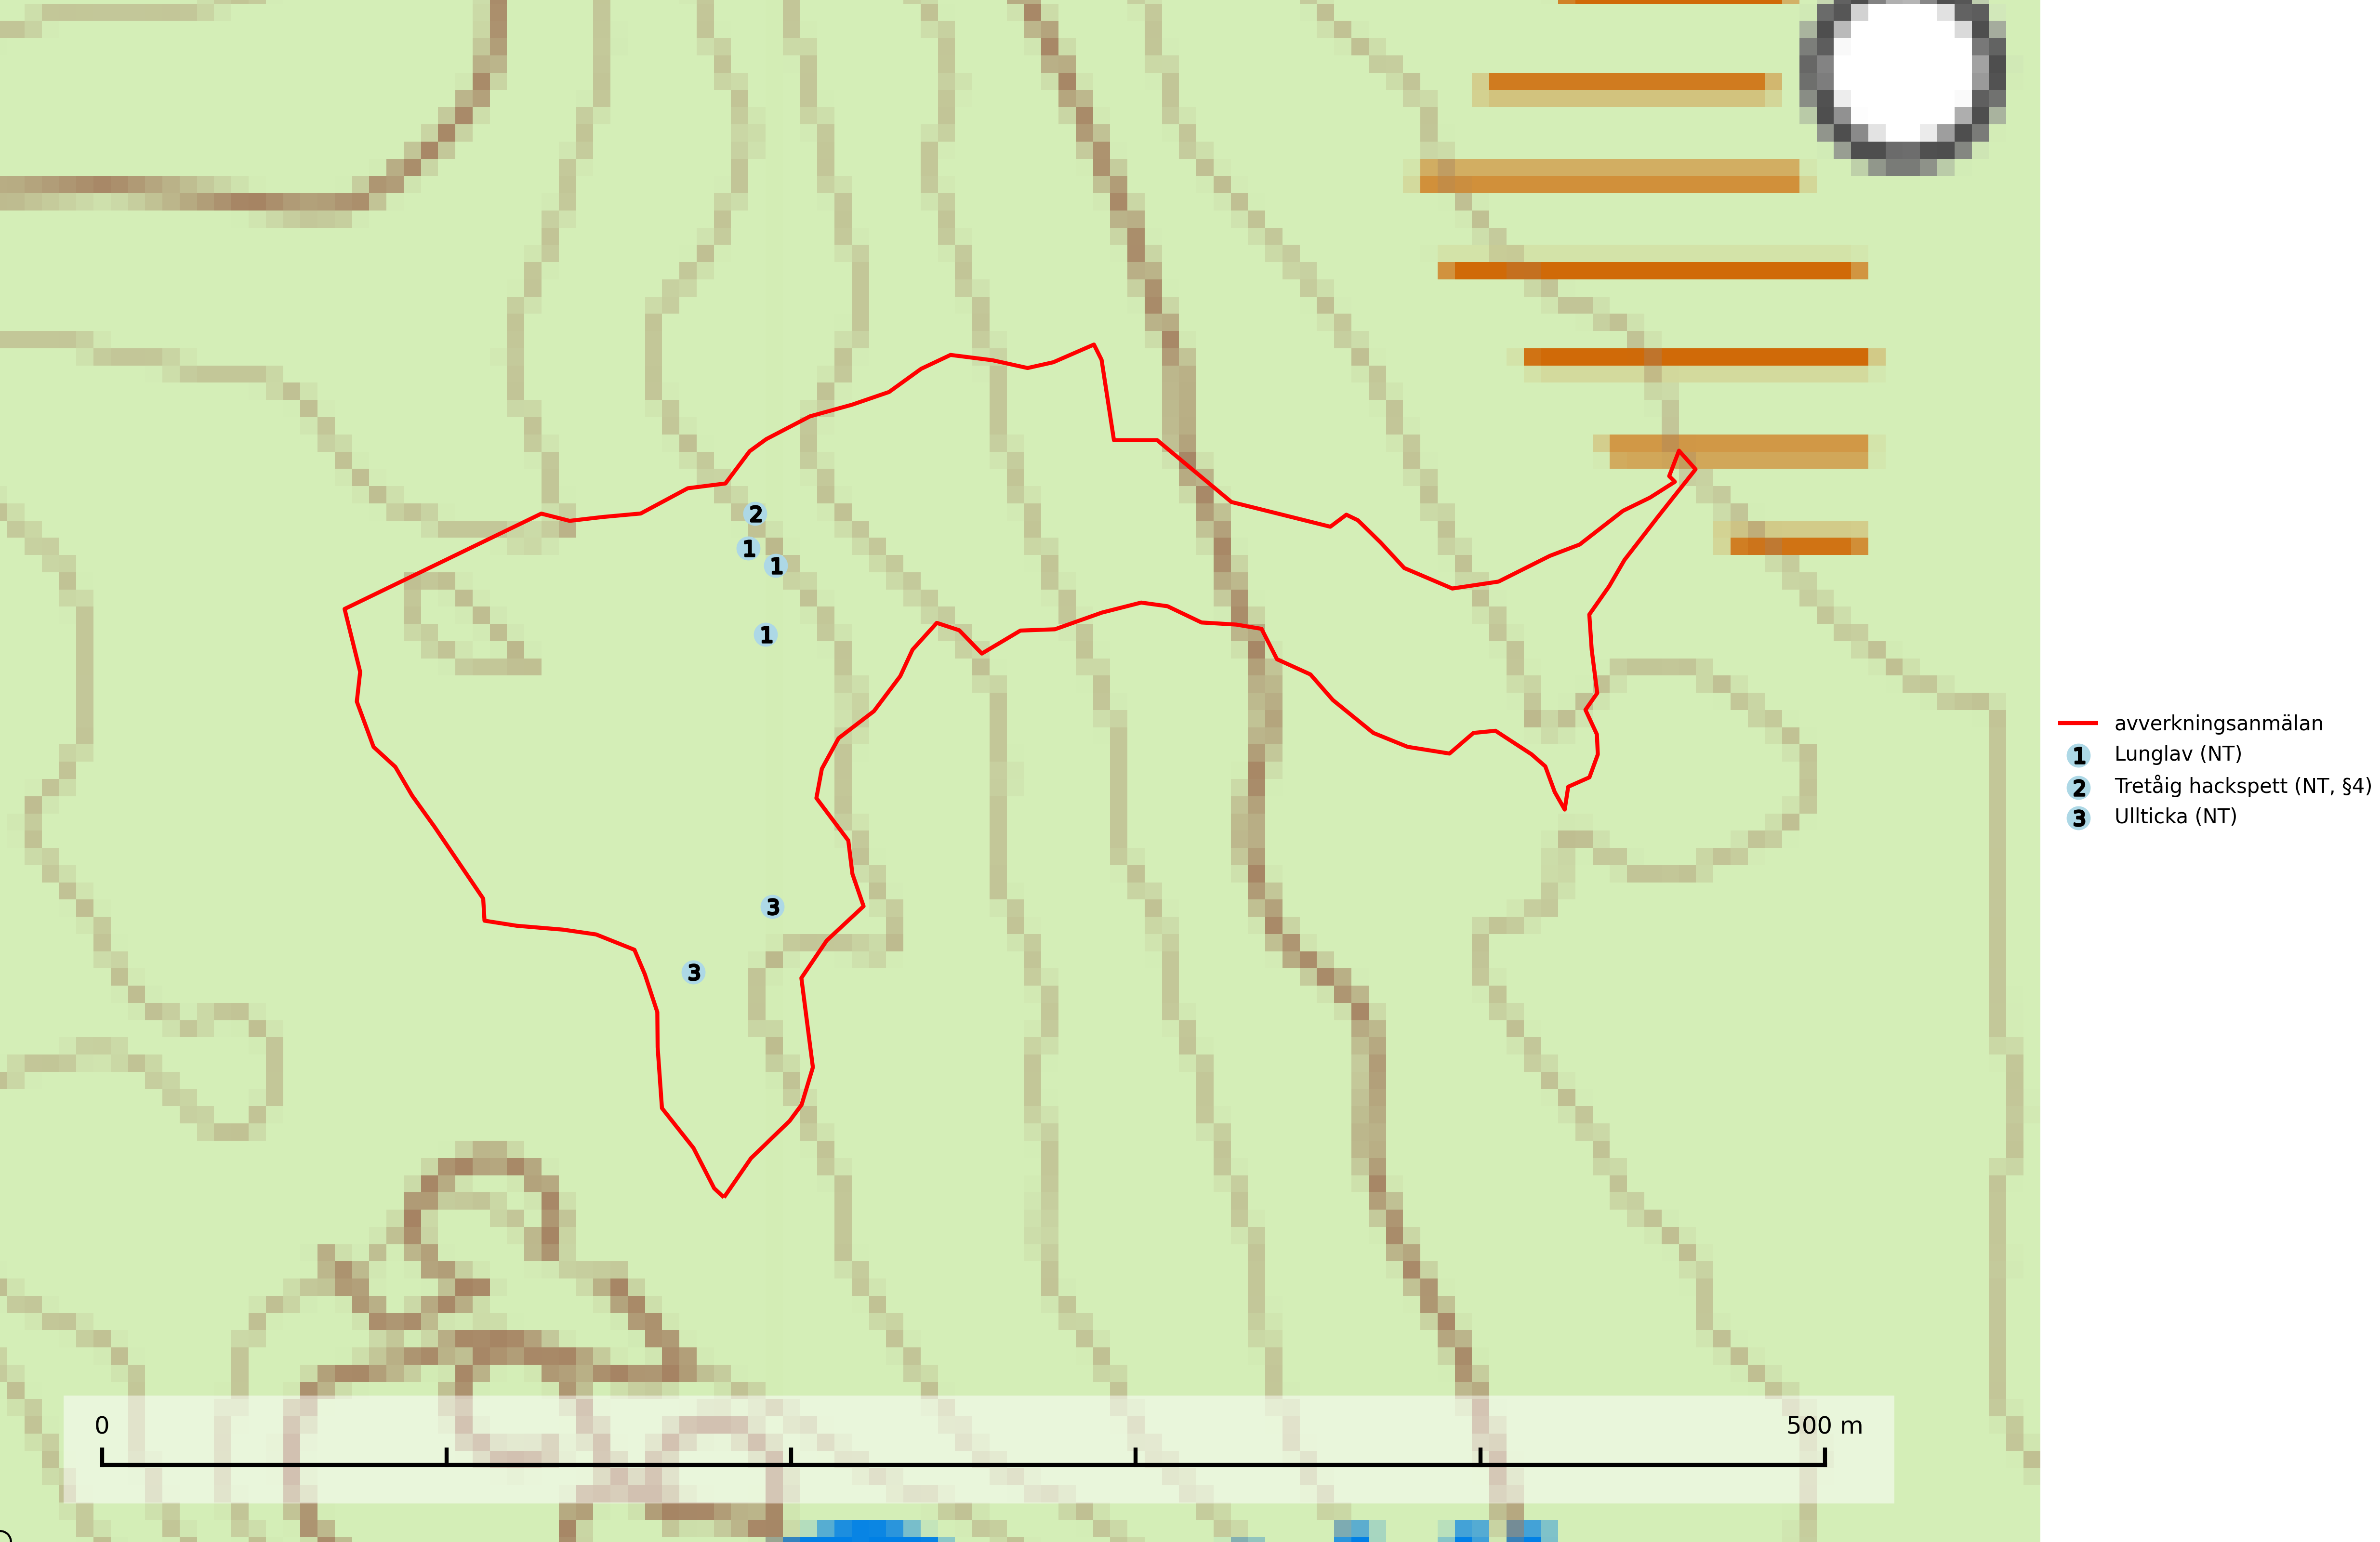 2
1
1
1
3
3
avverkningsanmälan
1 Lunglav (NT)
2 Tretåig hackspett (NT, §4)
3 Ullticka (NT)
0 500 m